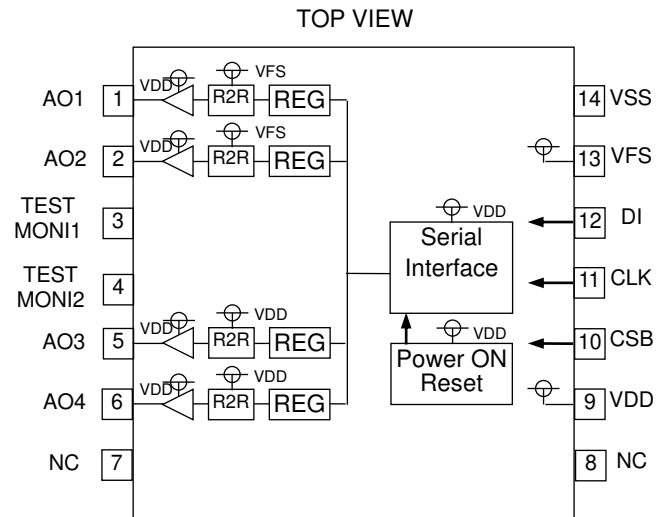 TOP VIEW
AO1 1 VDD R2R VFS REG 14 VSS
AO2 2 VDD R2R VFS REG 13 VFS
TEST
MONI1 3 VDD 12 DI
Serial
Interface
TEST
MONI2 4 11 CLK
AO3 5 VDD R2R VDD REG VDD 10 CSB
Power ON
Reset
AO4 6 VDD R2R VDD REG 9 VDD
NC 7 8 NC